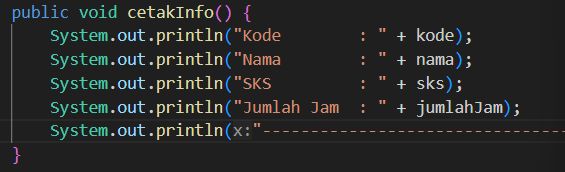 public void cetakInfo() {
    System.out.println("Kode        : " + kode);
    System.out.println("Nama        : " + nama);
    System.out.println("SKS         : " + sks);
    System.out.println("Jumlah Jam  : " + jumlahJam);
    System.out.println(x:"-------------------------------
}